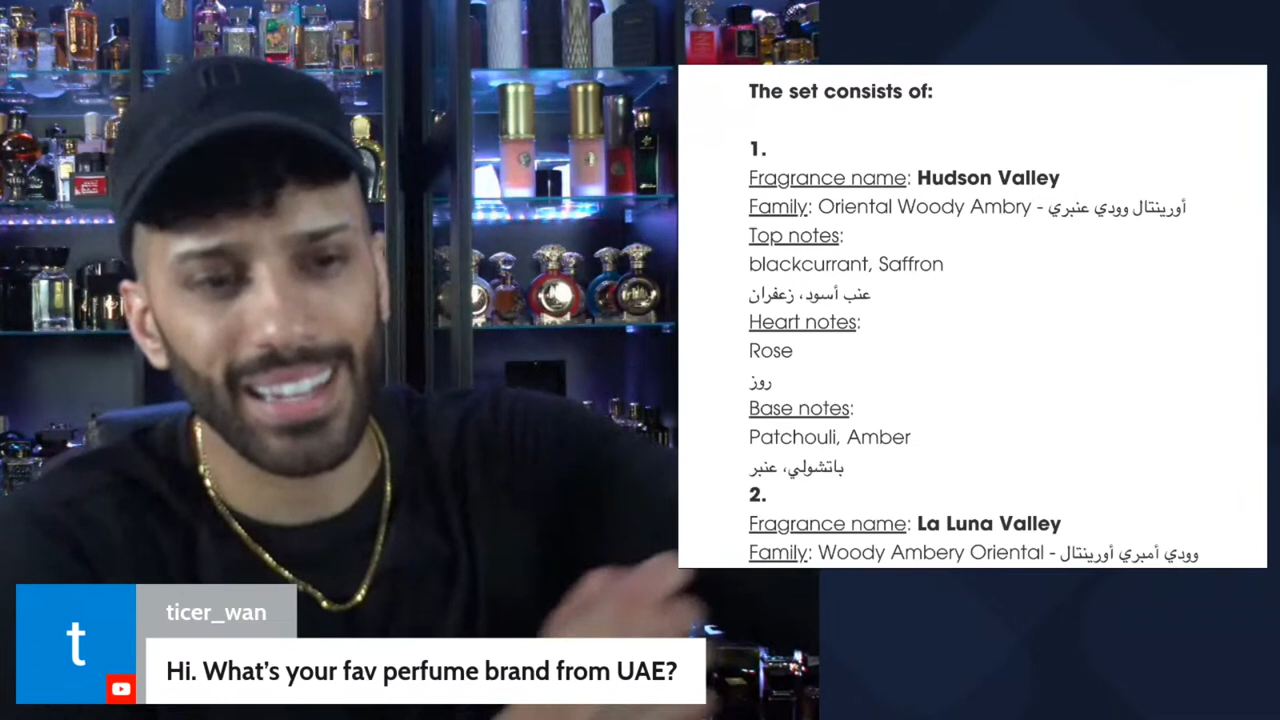 The set consists of:
1.
Fragrance name: Hudson Valley
Family: Oriental Woody Ambry - أورينتال وودي عنبري
Top notes:
blackcurrant, Saffron
عنب أسود، زعفران
Heart notes:
Rose
روز
Base notes:
Patchouli, Amber
باتشولي، عنبر
2.
Fragrance name: La Luna Valley
Family: Woody Ambery Oriental - وودي أمبري أورينتال
t
ticer_wan
Hi. What's your fav perfume brand from UAE?